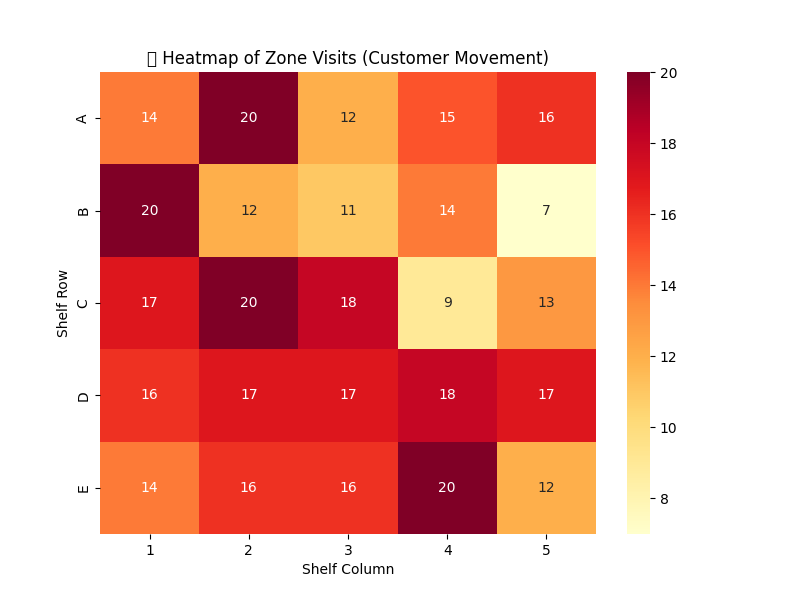 ▯ Heatmap of Zone Visits (Customer Movement)
A 14 20 12 15 16
B 20 12 11 14 7
C 17 20 18 9 13
D 16 17 17 18 17
E 14 16 16 20 12
1 2 3 4 5
Shelf Column
Shelf Row
20
18
16
14
12
10
8